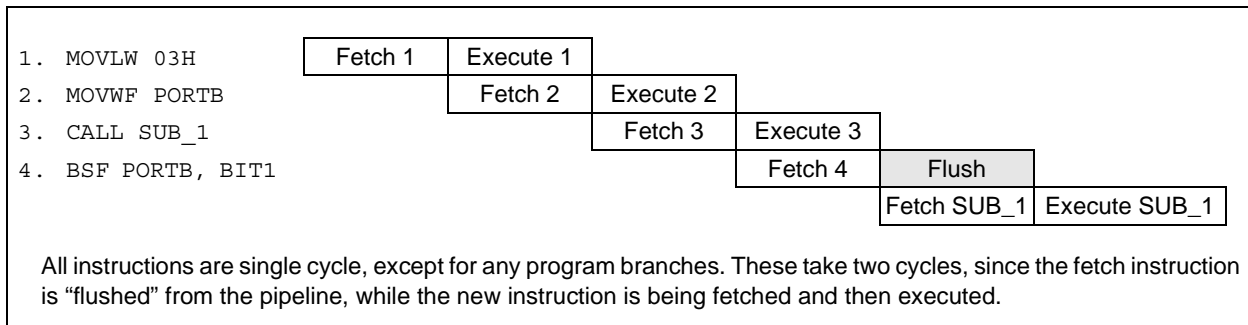 1. MOVLW 03H Fetch 1 Execute 1
2. MOVWF PORTB Fetch 2 Execute 2
3. CALL SUB_1 Fetch 3 Execute 3
4. BSF PORTB, BIT1 Fetch 4 Flush
Fetch SUB_1 Execute SUB_1
All instructions are single cycle, except for any program branches. These take two cycles, since the fetch instruction
is “flushed” from the pipeline, while the new instruction is being fetched and then executed.